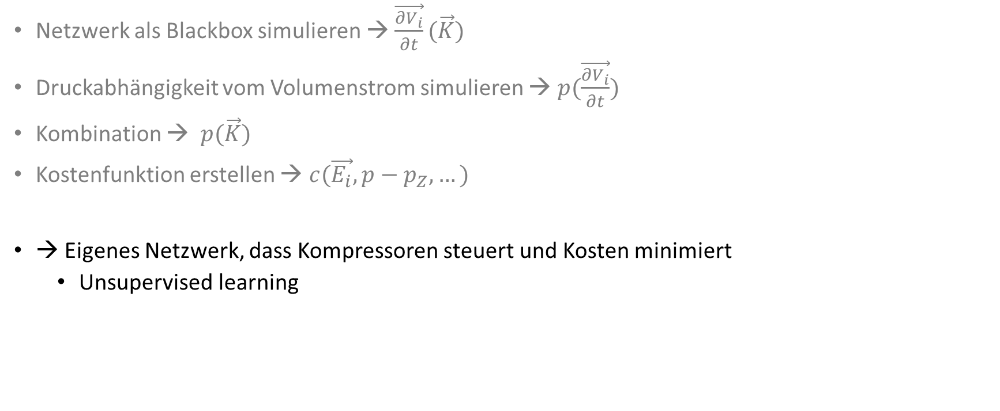 • Netzwerk als Blackbox simulieren → $\overrightarrow{\frac{\partial V_i}{\partial t}}(\vec{K})$
• Druckabhängigkeit vom Volumenstrom simulieren → $p(\overrightarrow{\frac{\partial V_i}{\partial t}})$
• Kombination → $p(\vec{K})$
• Kostenfunktion erstellen → $c(\overrightarrow{E_i}, p - p_Z, \dots)$
• → Eigenes Netzwerk, dass Kompressoren steuert und Kosten minimiert
• Unsupervised learning